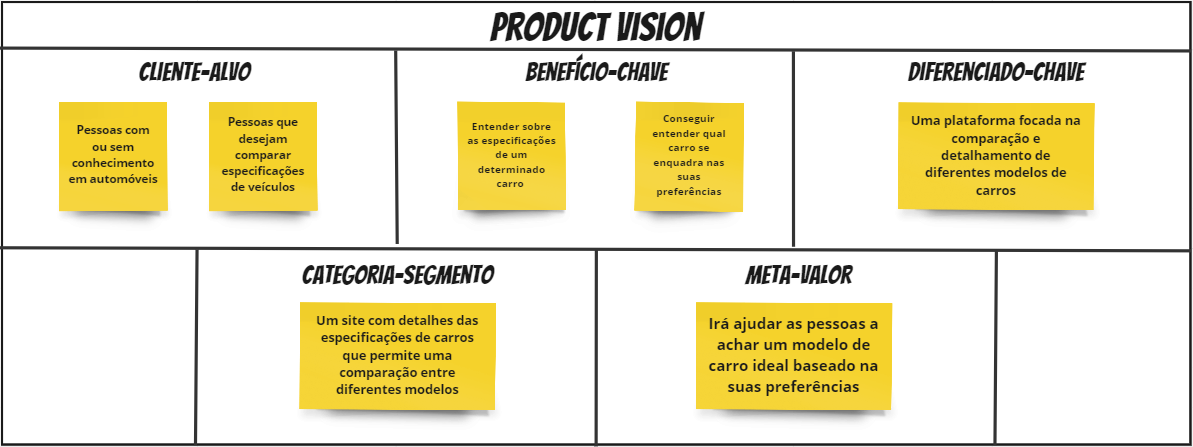 PRODUCT VISION
CLIENTE-ALVO
Pessoas com
ou sem
conhecimento
em automóveis
Pessoas que
desejam
comparar
especificações
de veículos
BENEFÍCIO-CHAVE
Entender sobre
as especificações
de um
determinado
carro
Conseguir
entender qual
carro se
enquadra nas
suas
preferências
DIFERENCIADO-CHAVE
Uma plataforma focada na
comparação e
detalhamento de
diferentes modelos de
carros
CATEGORIA-SEGMENTO
Um site com detalhes das
especificações de carros
que permite uma
comparação entre
diferentes modelos
META-VALOR
Irá ajudar as pessoas a
achar um modelo de
carro ideal baseado na
suas preferências